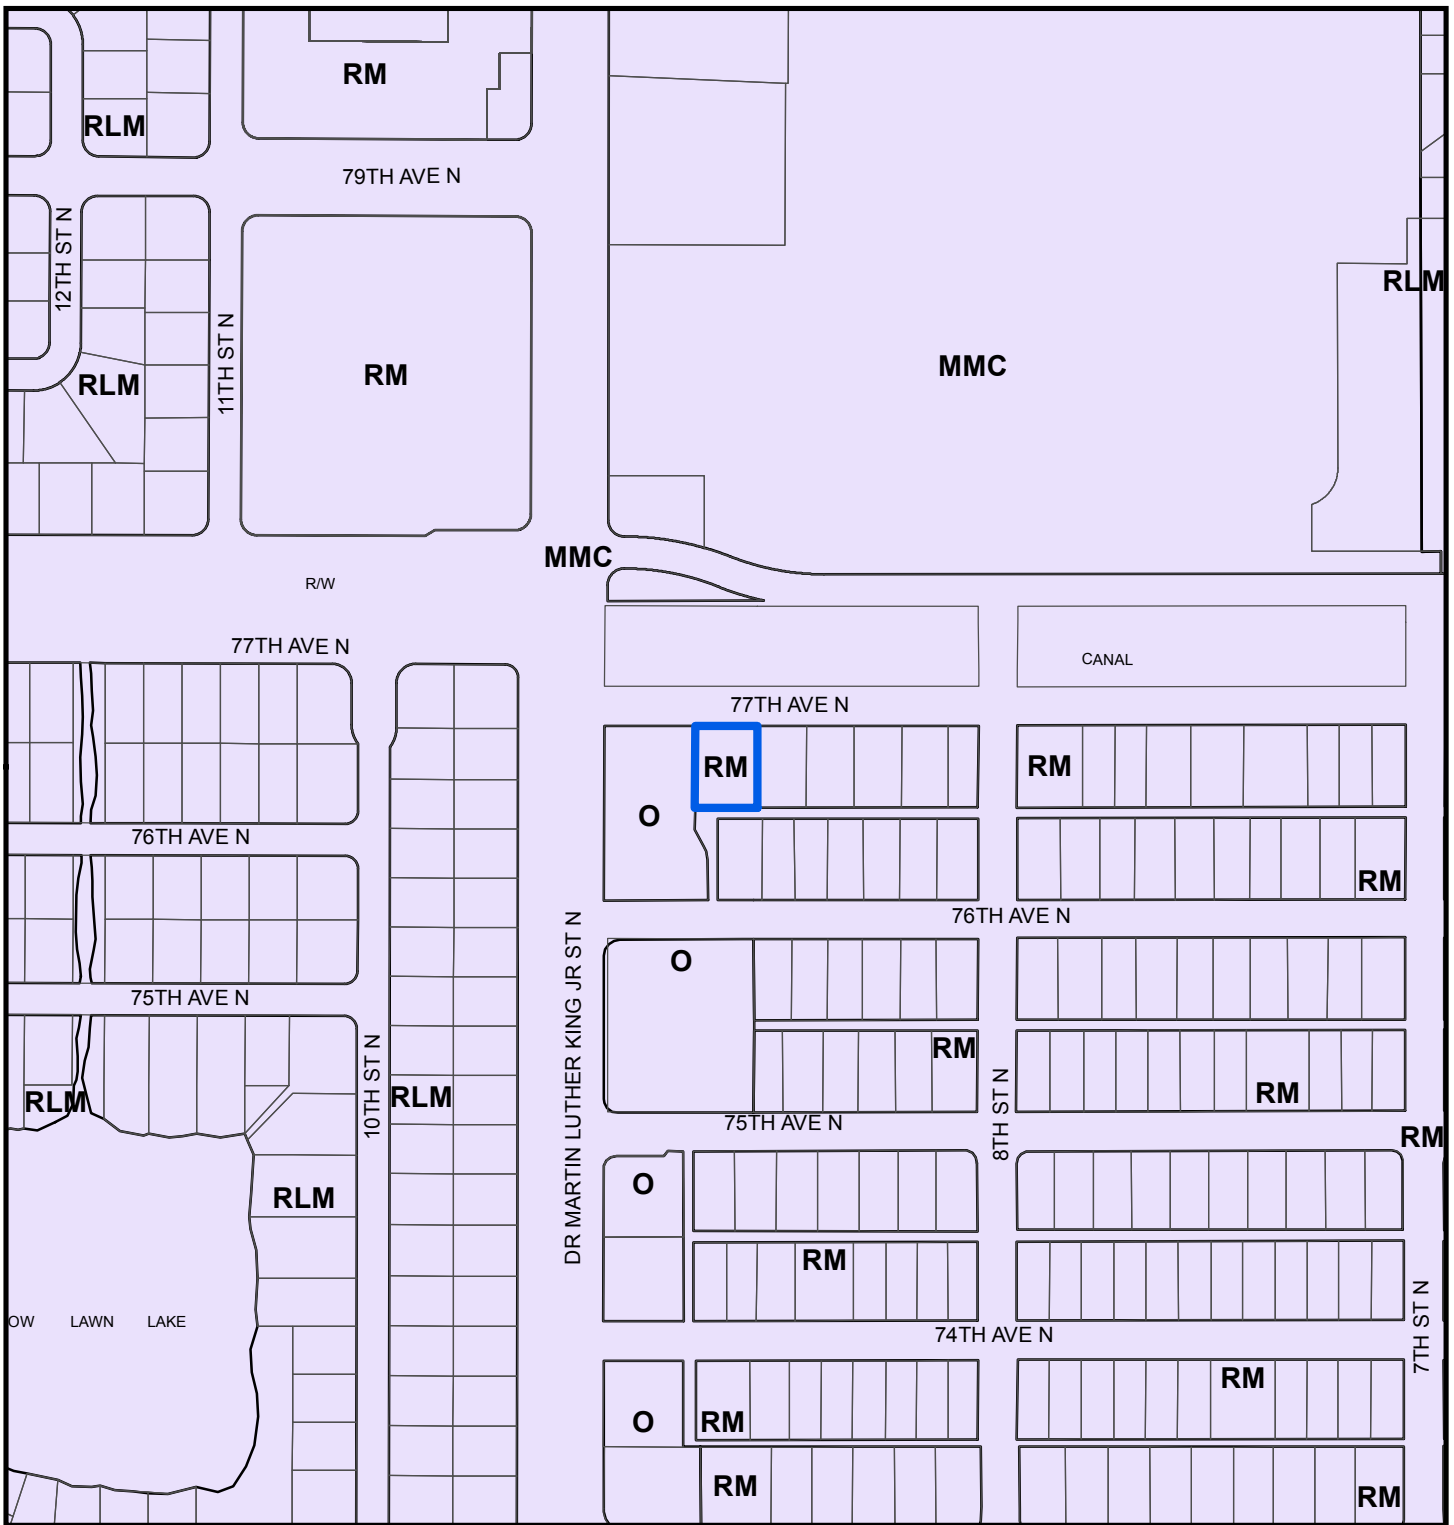 RM
RLM
79TH AVE N
12TH ST N
RLM
11TH ST N
MMC
RM
RLM
MMC
R/W
77TH AVE N
CANAL
77TH AVE N
RM
RM
O
76TH AVE N
RM
76TH AVE N
DR MARTIN LUTHER KING JR ST N
O
75TH AVE N
10TH ST N
RM
RLM
RLM
RM
8TH ST N
75TH AVE N
RM
O
RLM
RM
OW LAWN LAKE
74TH AVE N
7TH ST N
RM
O
RM
RM
RM